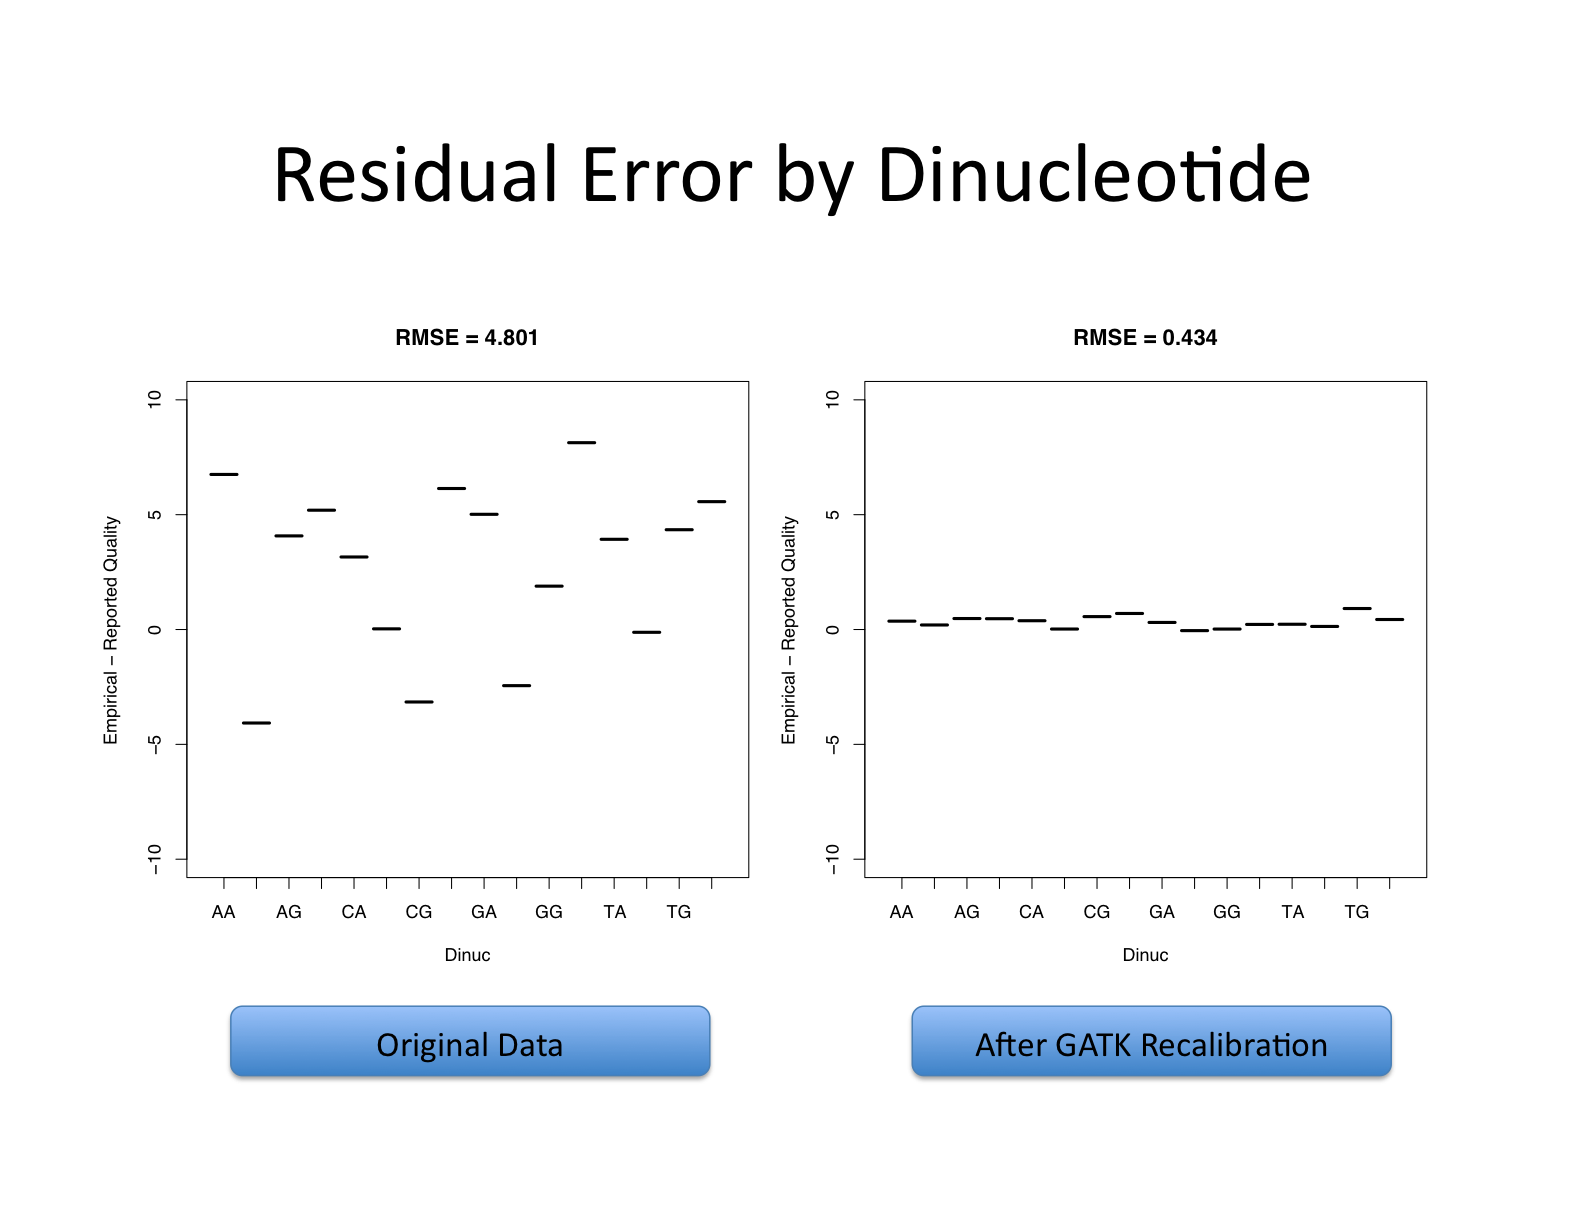 Residual Error by Dinucleotide
RMSE = 4.801
10
5
0
−5
−10
Empirical − Reported Quality
AA AG CA CG GA GG TA TG
Dinuc
Original Data
RMSE = 0.434
10
5
0
−5
−10
Empirical − Reported Quality
AA AG CA CG GA GG TA TG
Dinuc
After GATK Recalibration